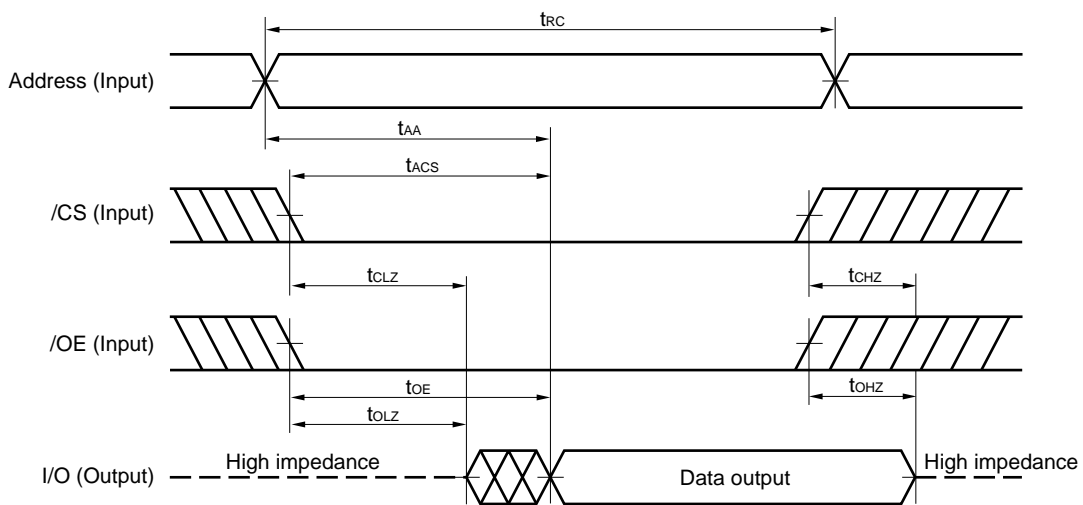 tRC
Address (Input)
tAA
tACS
/CS (Input)
tCLZ
tCHZ
/OE (Input)
tOE
tOHZ
tOLZ
I/O (Output)
High impedance
Data output
High impedance